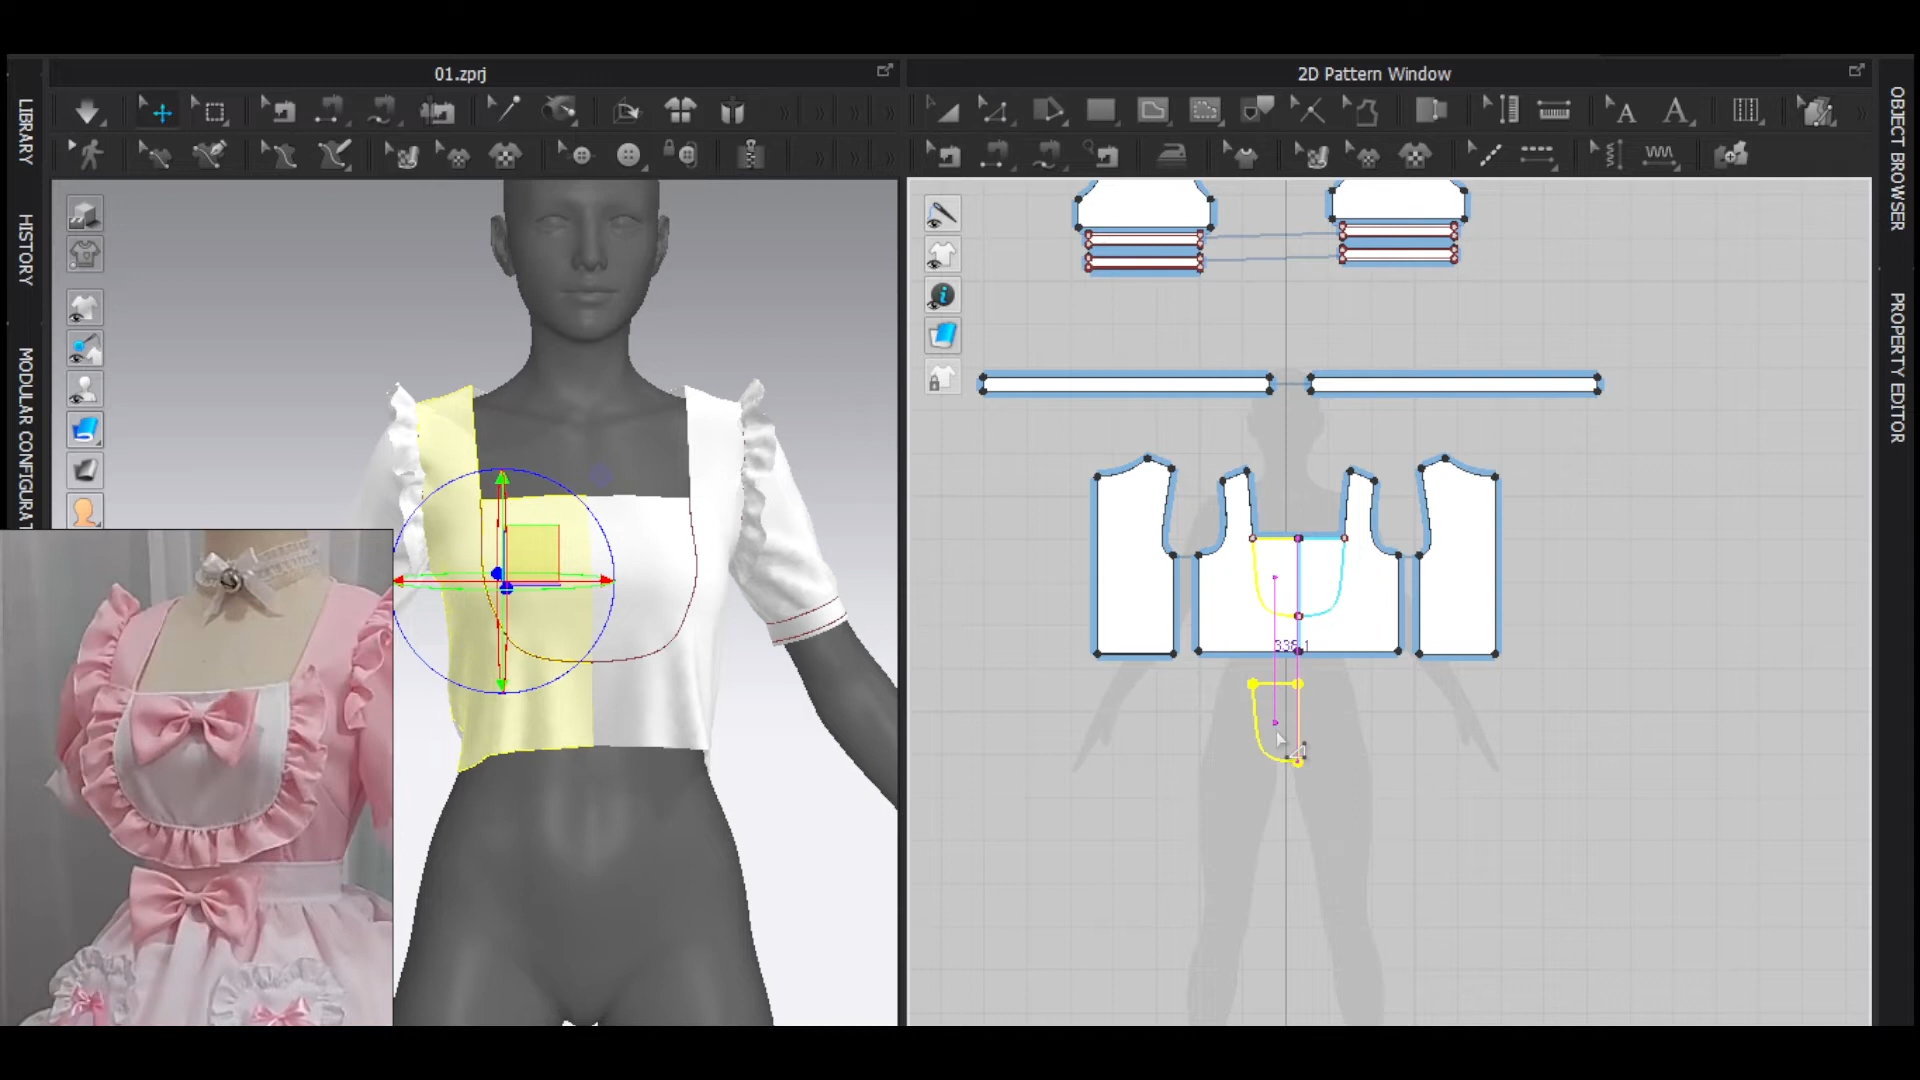 01.zprj
2D Pattern Window
LIBRARY
HISTORY
MODULAR CONFIGURAT
OBJECT BROWSER
PROPERTY EDITOR